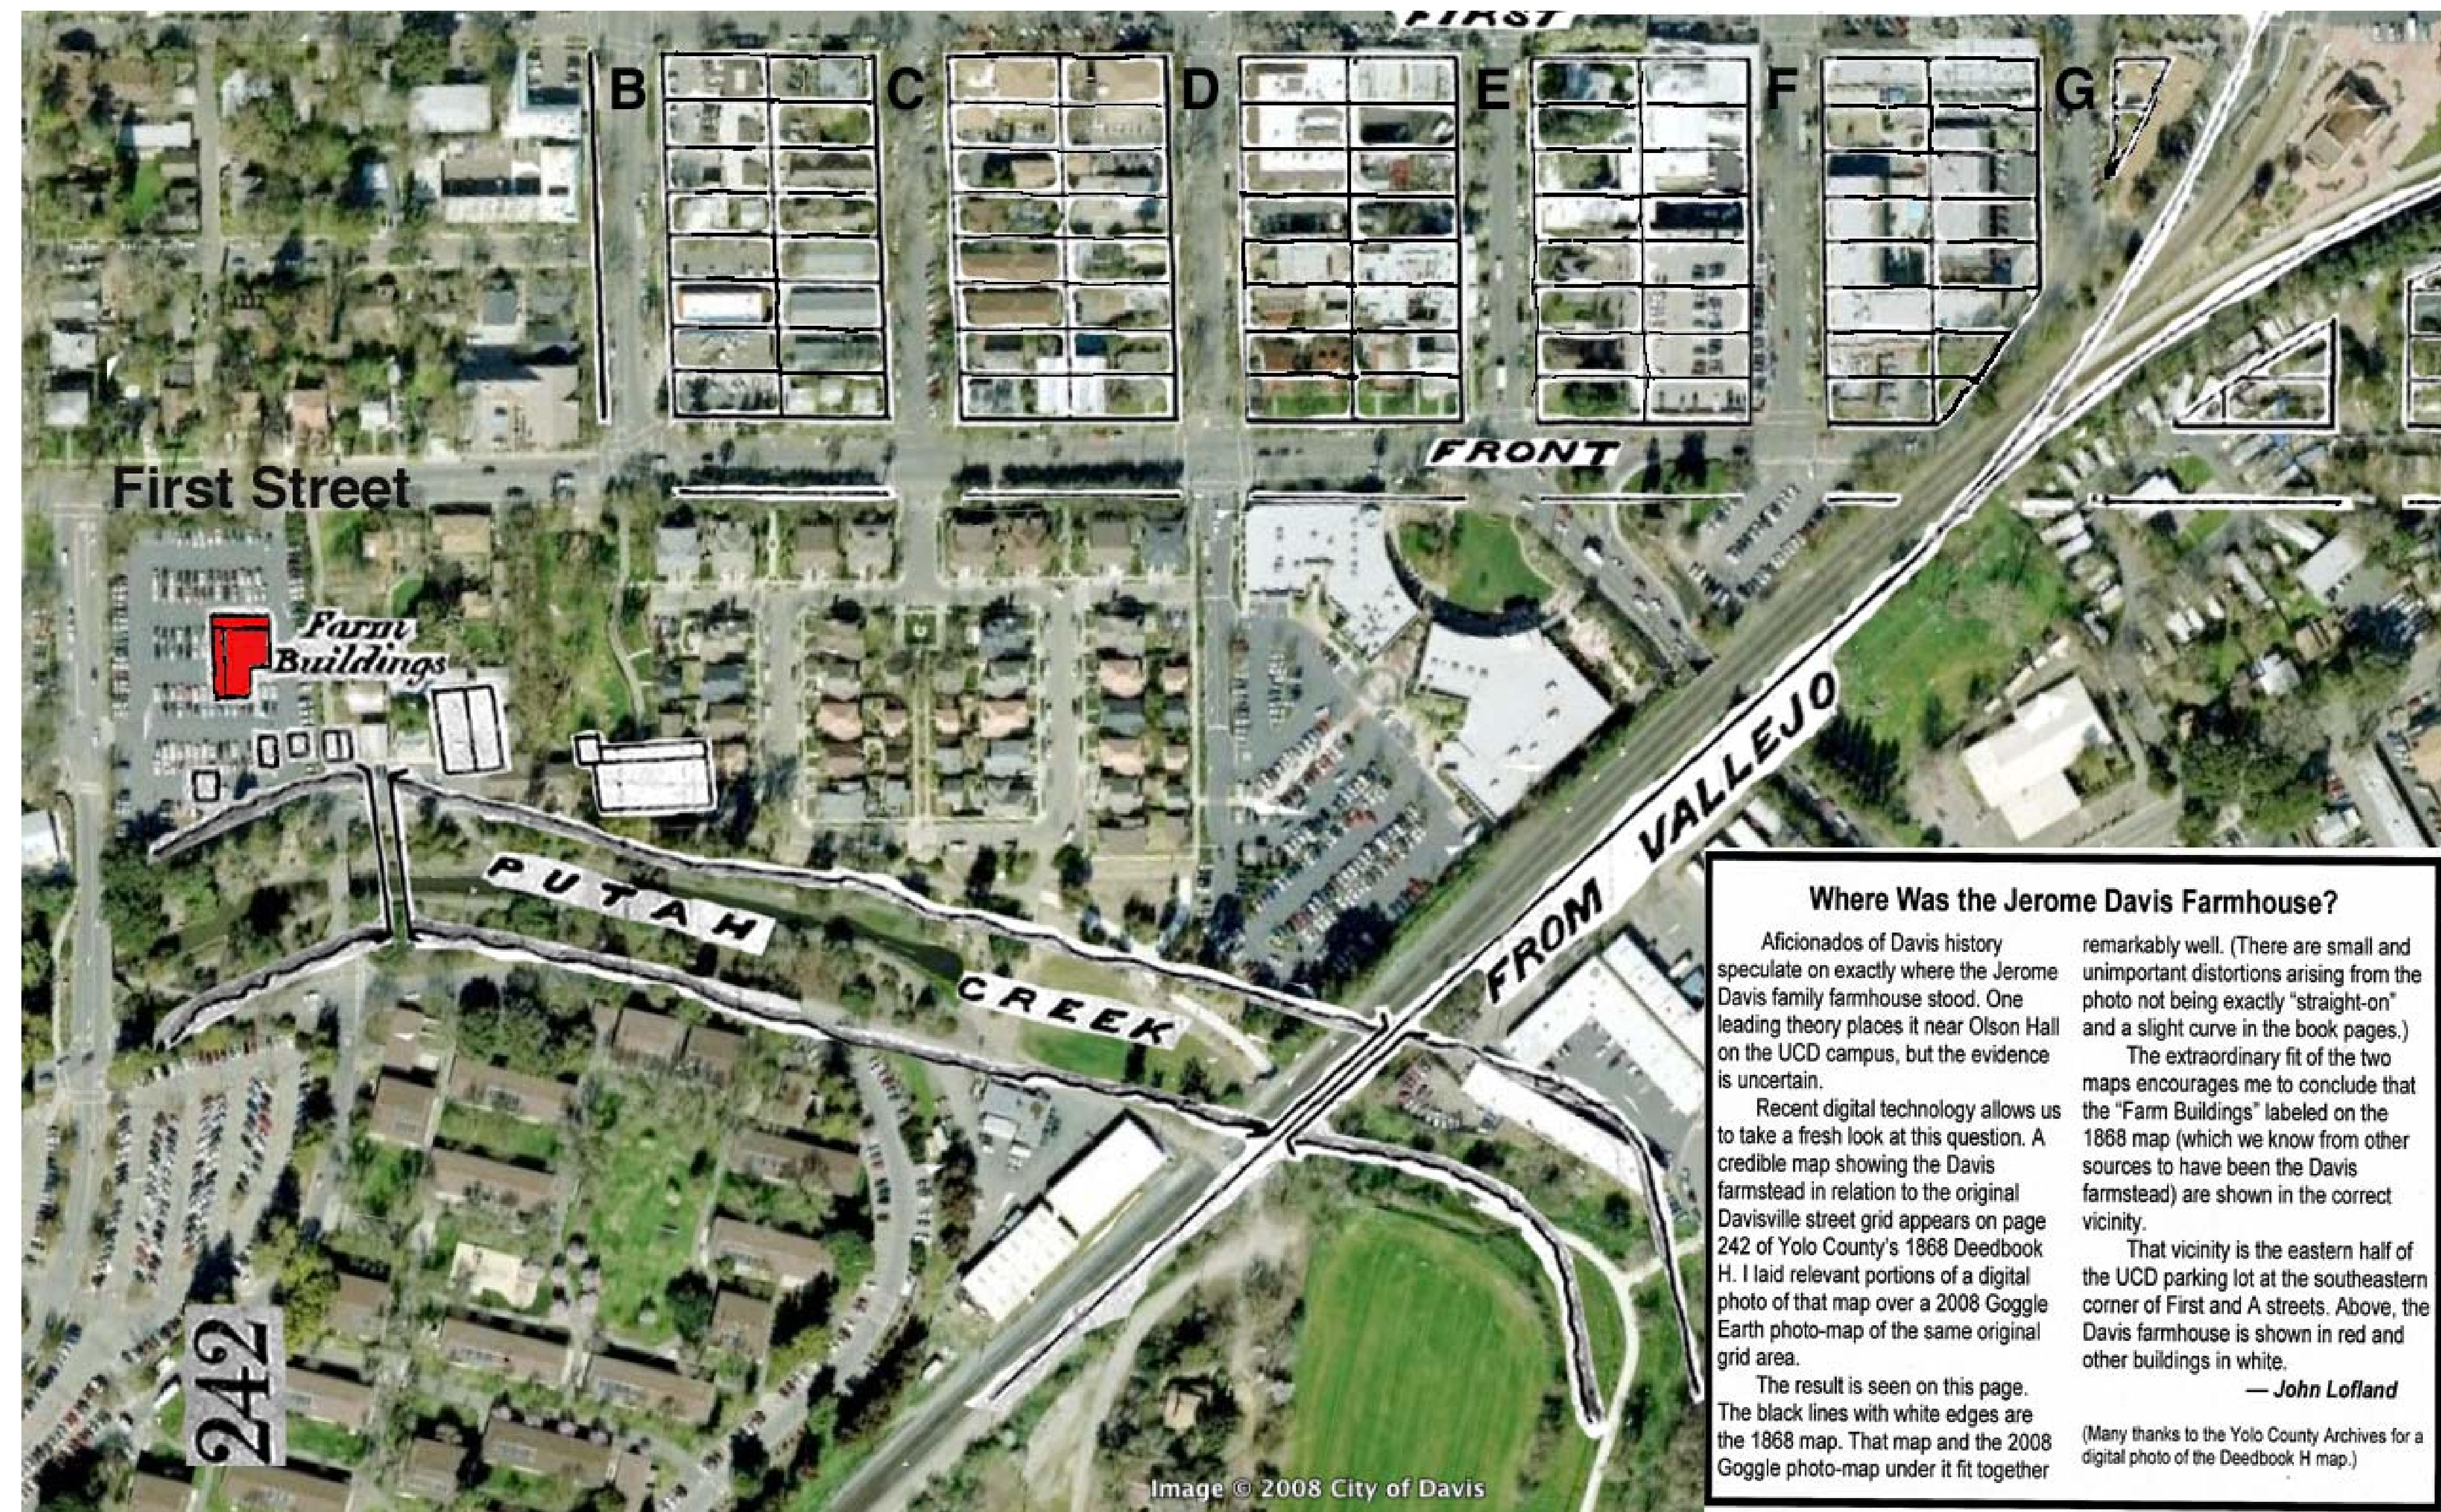 FIRST
B C D E F G
FRONT
First Street
Farm
Buildings
PUTAH
CREEK
FROM VALLEJO
242
Image © 2008 City of Davis
Where Was the Jerome Davis Farmhouse?
Aficionados of Davis history
speculate on exactly where the Jerome
Davis family farmhouse stood. One
leading theory places it near Olson Hall
on the UCD campus, but the evidence
is uncertain.
Recent digital technology allows us
to take a fresh look at this question. A
credible map showing the Davis
farmstead in relation to the original
Davisville street grid appears on page
242 of Yolo County's 1868 Deedbook
H. I laid relevant portions of a digital
photo of that map over a 2008 Goggle
Earth photo-map of the same original
grid area.
The result is seen on this page.
The black lines with white edges are
the 1868 map. That map and the 2008
Goggle photo-map under it fit together
remarkably well. (There are small and
unimportant distortions arising from the
photo not being exactly “straight-on”
and a slight curve in the book pages.)
The extraordinary fit of the two
maps encourages me to conclude that
the “Farm Buildings” labeled on the
1868 map (which we know from other
sources to have been the Davis
farmstead) are shown in the correct
vicinity.
That vicinity is the eastern half of
the UCD parking lot at the southeastern
corner of First and A streets. Above, the
Davis farmhouse is shown in red and
other buildings in white.
— John Lofland
(Many thanks to the Yolo County Archives for a
digital photo of the Deedbook H map.)